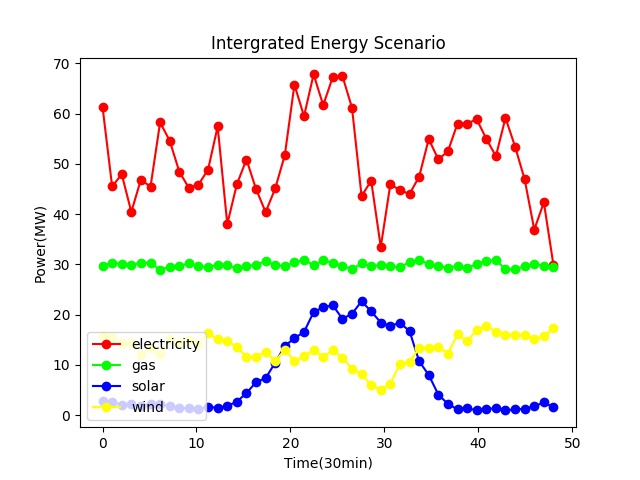 Intergrated Energy Scenario
Power(MW)
70
60
50
40
30
20
10
0
electricity
gas
solar
wind
0 10 20 30 40 50
Time(30min)